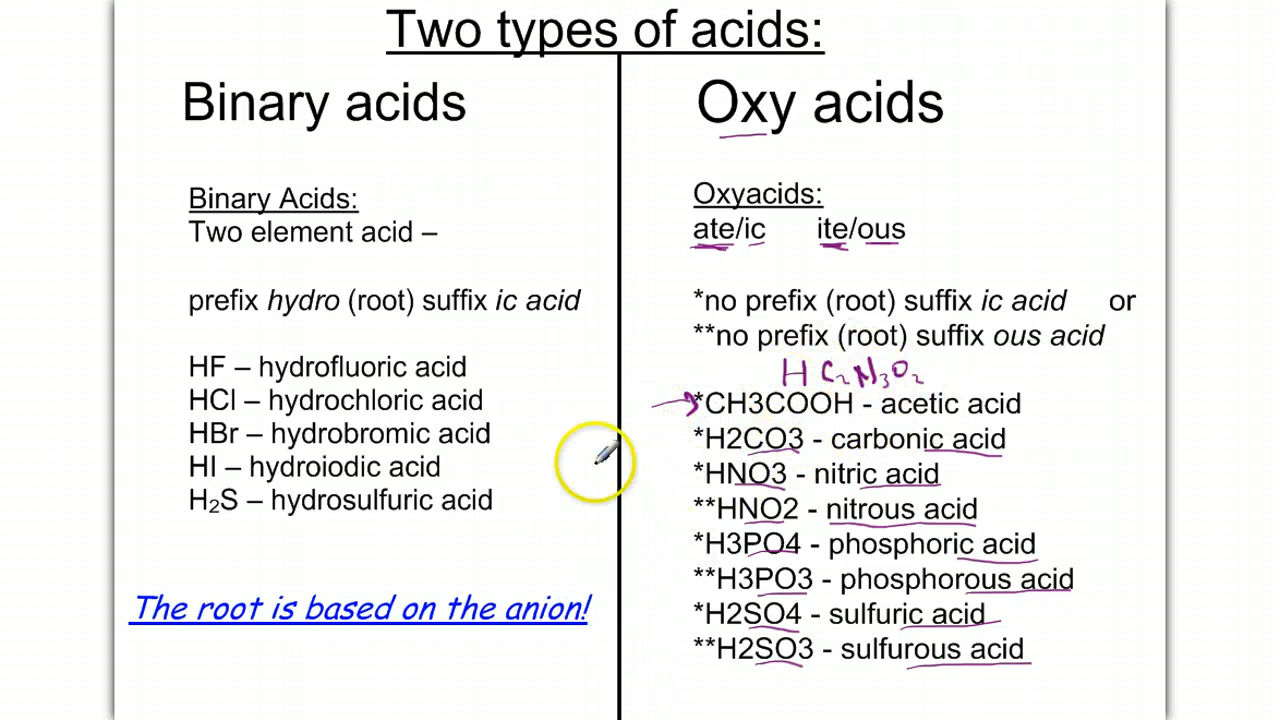 Two types of acids:
Binary acids
Binary Acids:
Two element acid –
prefix hydro (root) suffix ic acid
HF – hydrofluoric acid
HCl – hydrochloric acid
HBr – hydrobromic acid
HI – hydroiodic acid
H₂S – hydrosulfuric acid
The root is based on the anion!
Oxy acids
Oxyacids:
ate/ic ite/ous
*no prefix (root) suffix ic acid or
**no prefix (root) suffix ous acid
H C₂H₃O₂
*CH3COOH - acetic acid
*H2CO3 - carbonic acid
*HNO3 - nitric acid
**HNO2 - nitrous acid
*H3PO4 - phosphoric acid
**H3PO3 - phosphorous acid
*H2SO4 - sulfuric acid
**H2SO3 - sulfurous acid